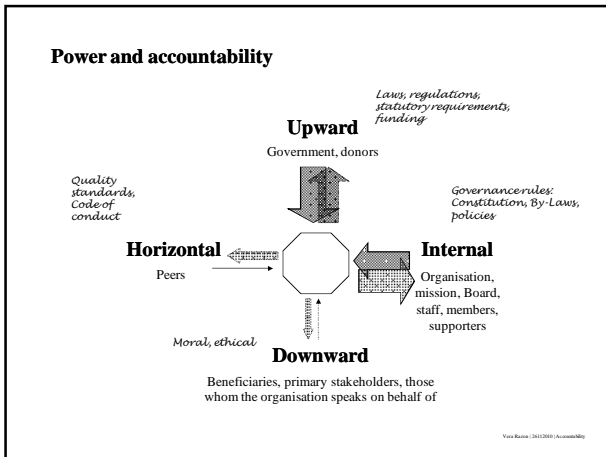 Power and accountability
Laws, regulations,
statutory requirements,
funding
Upward
Government, donors
Quality
standards,
Code of
conduct
Governance rules:
Constitution, By-Laws,
policies
Horizontal
Peers
Internal
Organisation,
mission, Board,
staff, members,
supporters
Moral, ethical
Downward
Beneficiaries, primary stakeholders, those
whom the organisation speaks on behalf of
| 26112010 | Accountability